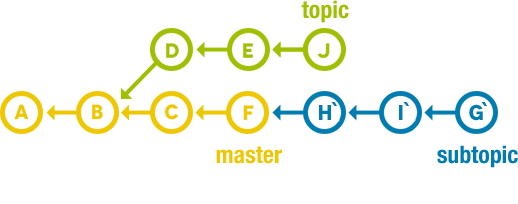 topic
D E J
A B C F H` I` G`
master subtopic